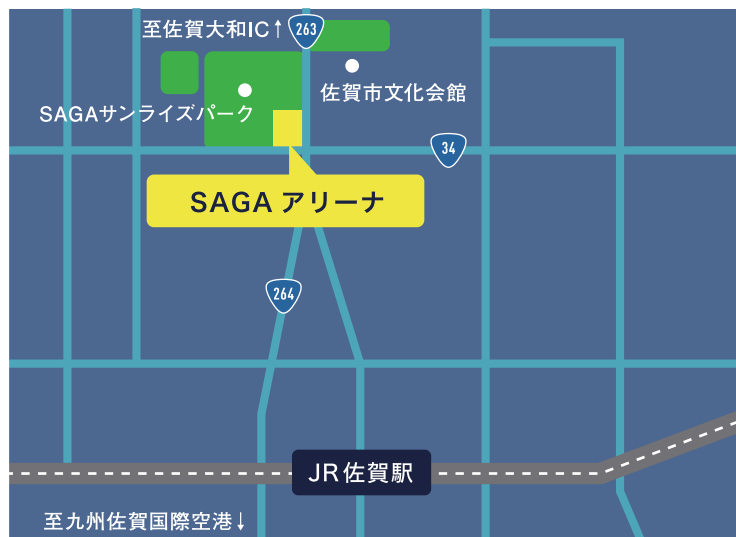 至佐賀大和IC↑
263
佐賀市文化会館
SAGAサンライズパーク
34
SAGA アリーナ
264
JR佐賀駅
至九州佐賀国際空港↓